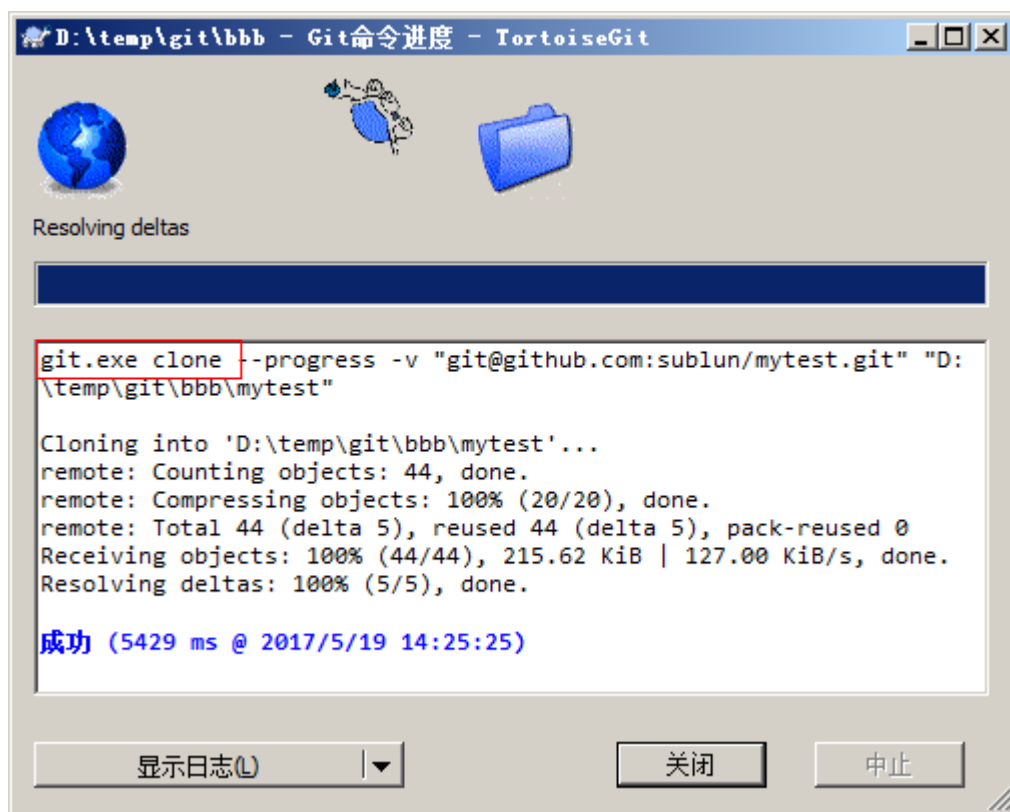 D:\temp\git\bbb - Git命令进度 - TortoiseGit
Resolving deltas
git.exe clone --progress -v "git@github.com:sublun/mytest.git" "D:
\temp\git\bbb\mytest"
Cloning into 'D:\temp\git\bbb\mytest'...
remote: Counting objects: 44, done.
remote: Compressing objects: 100% (20/20), done.
remote: Total 44 (delta 5), reused 44 (delta 5), pack-reused 0
Receiving objects: 100% (44/44), 215.62 KiB | 127.00 KiB/s, done.
Resolving deltas: 100% (5/5), done.
成功 (5429 ms @ 2017/5/19 14:25:25)
显示日志(L) 关闭 中止